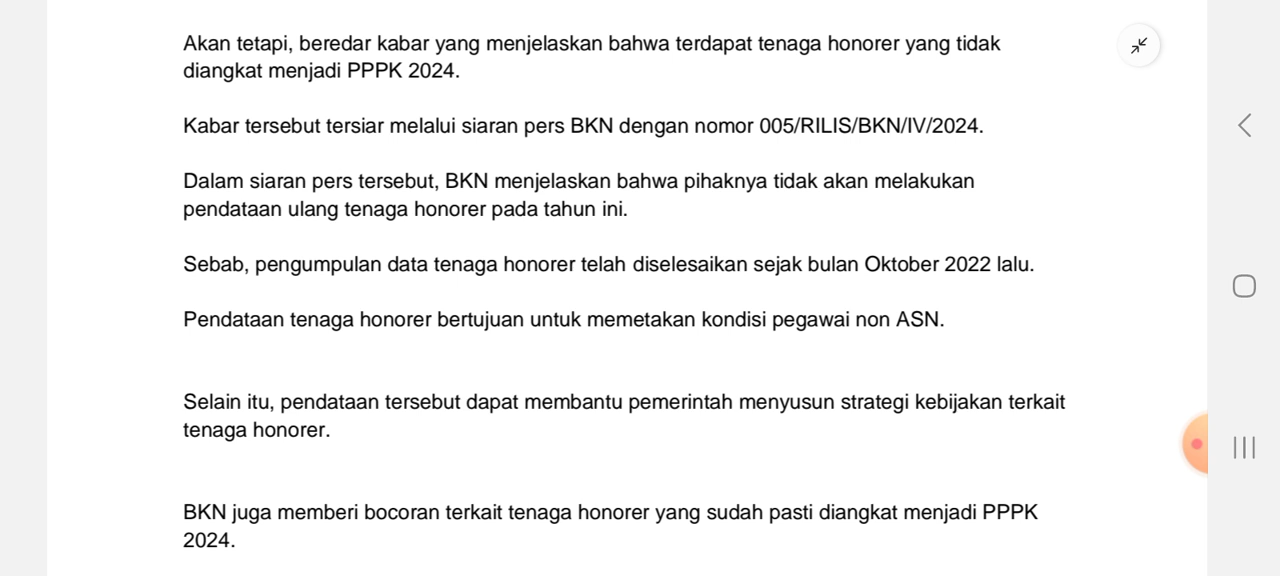 Akan tetapi, beredar kabar yang menjelaskan bahwa terdapat tenaga honorer yang tidak
diangkat menjadi PPPK 2024.
Kabar tersebut tersiar melalui siaran pers BKN dengan nomor 005/RILIS/BKN/IV/2024.
Dalam siaran pers tersebut, BKN menjelaskan bahwa pihaknya tidak akan melakukan
pendataan ulang tenaga honorer pada tahun ini.
Sebab, pengumpulan data tenaga honorer telah diselesaikan sejak bulan Oktober 2022 lalu.
Pendataan tenaga honorer bertujuan untuk memetakan kondisi pegawai non ASN.
Selain itu, pendataan tersebut dapat membantu pemerintah menyusun strategi kebijakan terkait
tenaga honorer.
BKN juga memberi bocoran terkait tenaga honorer yang sudah pasti diangkat menjadi PPPK
2024.